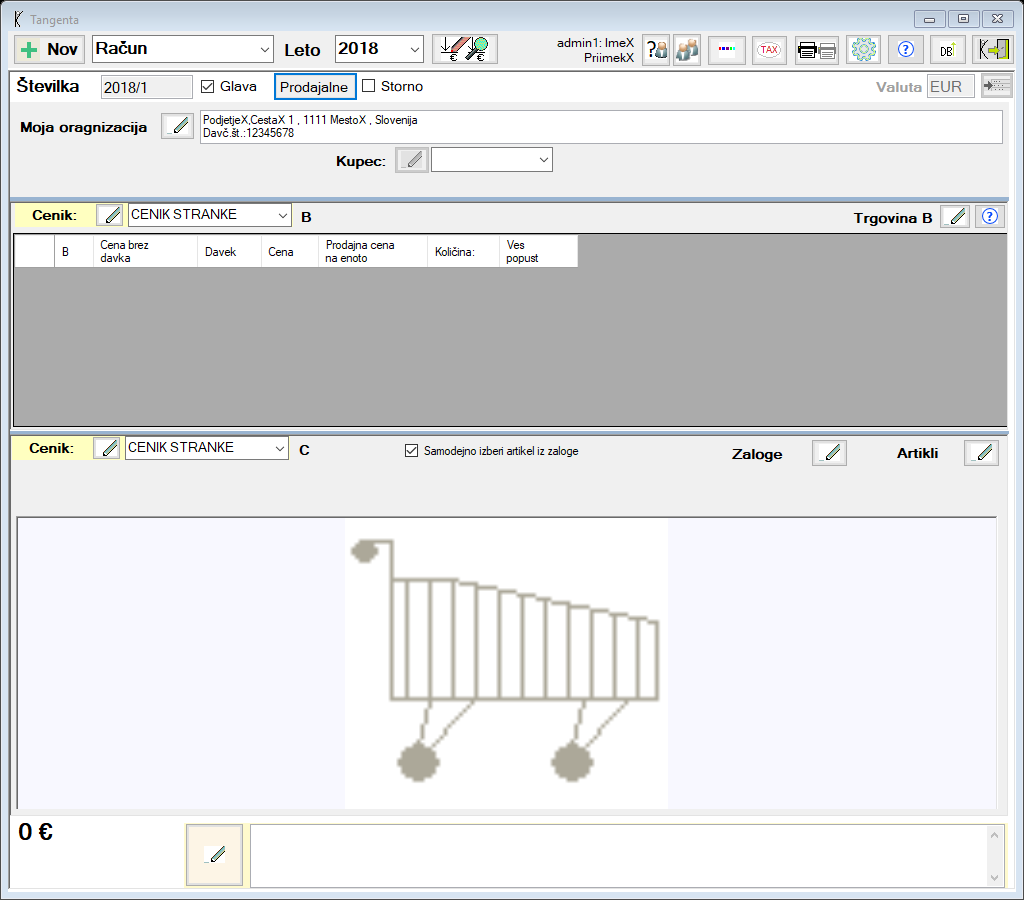 Tangenta
Nov Račun Leto 2018 € € admin1: ImeX PriimekX ? TAX ? DB
Številka 2018/1 Glava Prodajalne Storno Valuta EUR
Moja oragnizacija PodjetjeX,CestaX 1 , 1111 MestoX , Slovenija
Davč.št.:12345678
Kupec:
Cenik: CENIK STRANKE B Trgovina B ?
B Cena brez davka Davek Cena Prodajna cena na enoto Količina: Ves popust
Cenik: CENIK STRANKE C Samodejno izberi artikel iz zaloge Zaloge Artikli
0 €